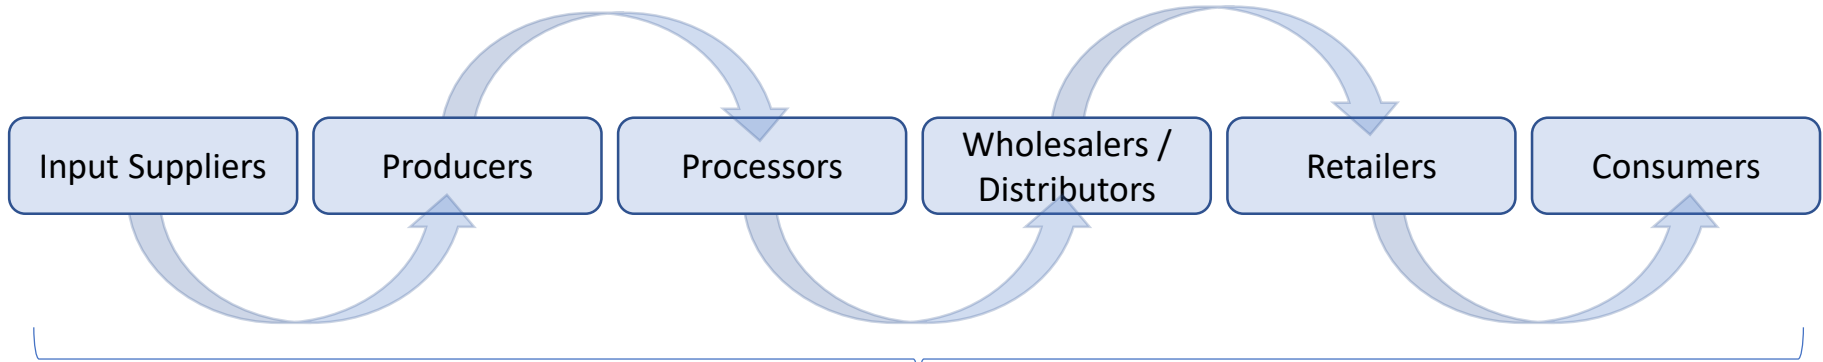 Input Suppliers
Producers
Processors
Wholesalers /
Distributors
Retailers
Consumers